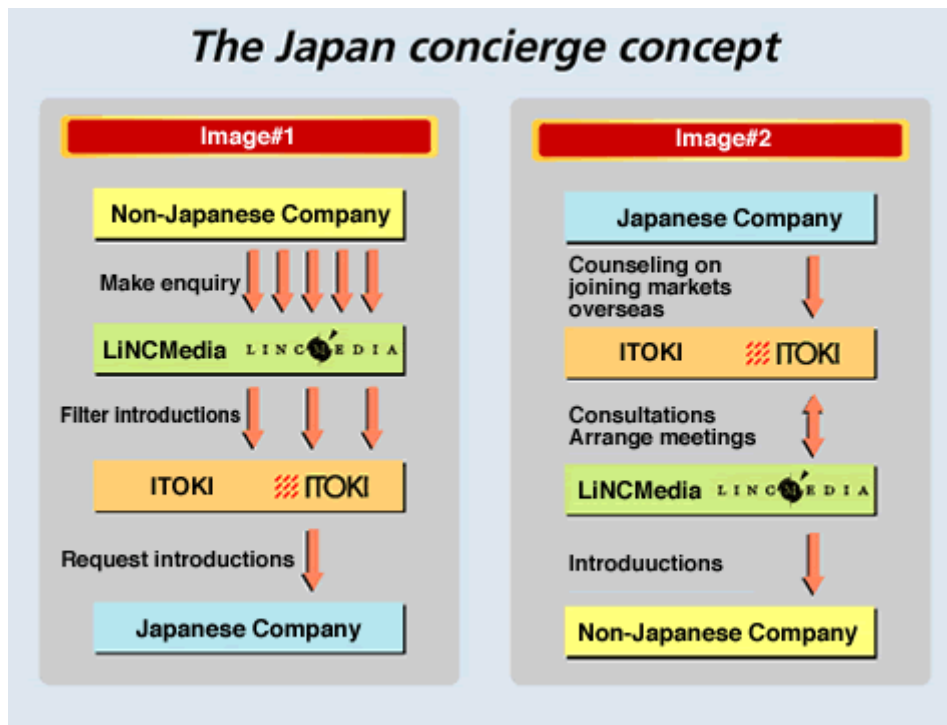 The Japan concierge concept
Image#1
Non-Japanese Company
Make enquiry
LiNCMedia LINCMEDIA
Filter introductions
ITOKI ITOKI
Request introductions
Japanese Company
Image#2
Japanese Company
Counseling on
joining markets
overseas
ITOKI ITOKI
Consultations
Arrange meetings
LiNCMedia LINCMEDIA
Introduuctions
Non-Japanese Company